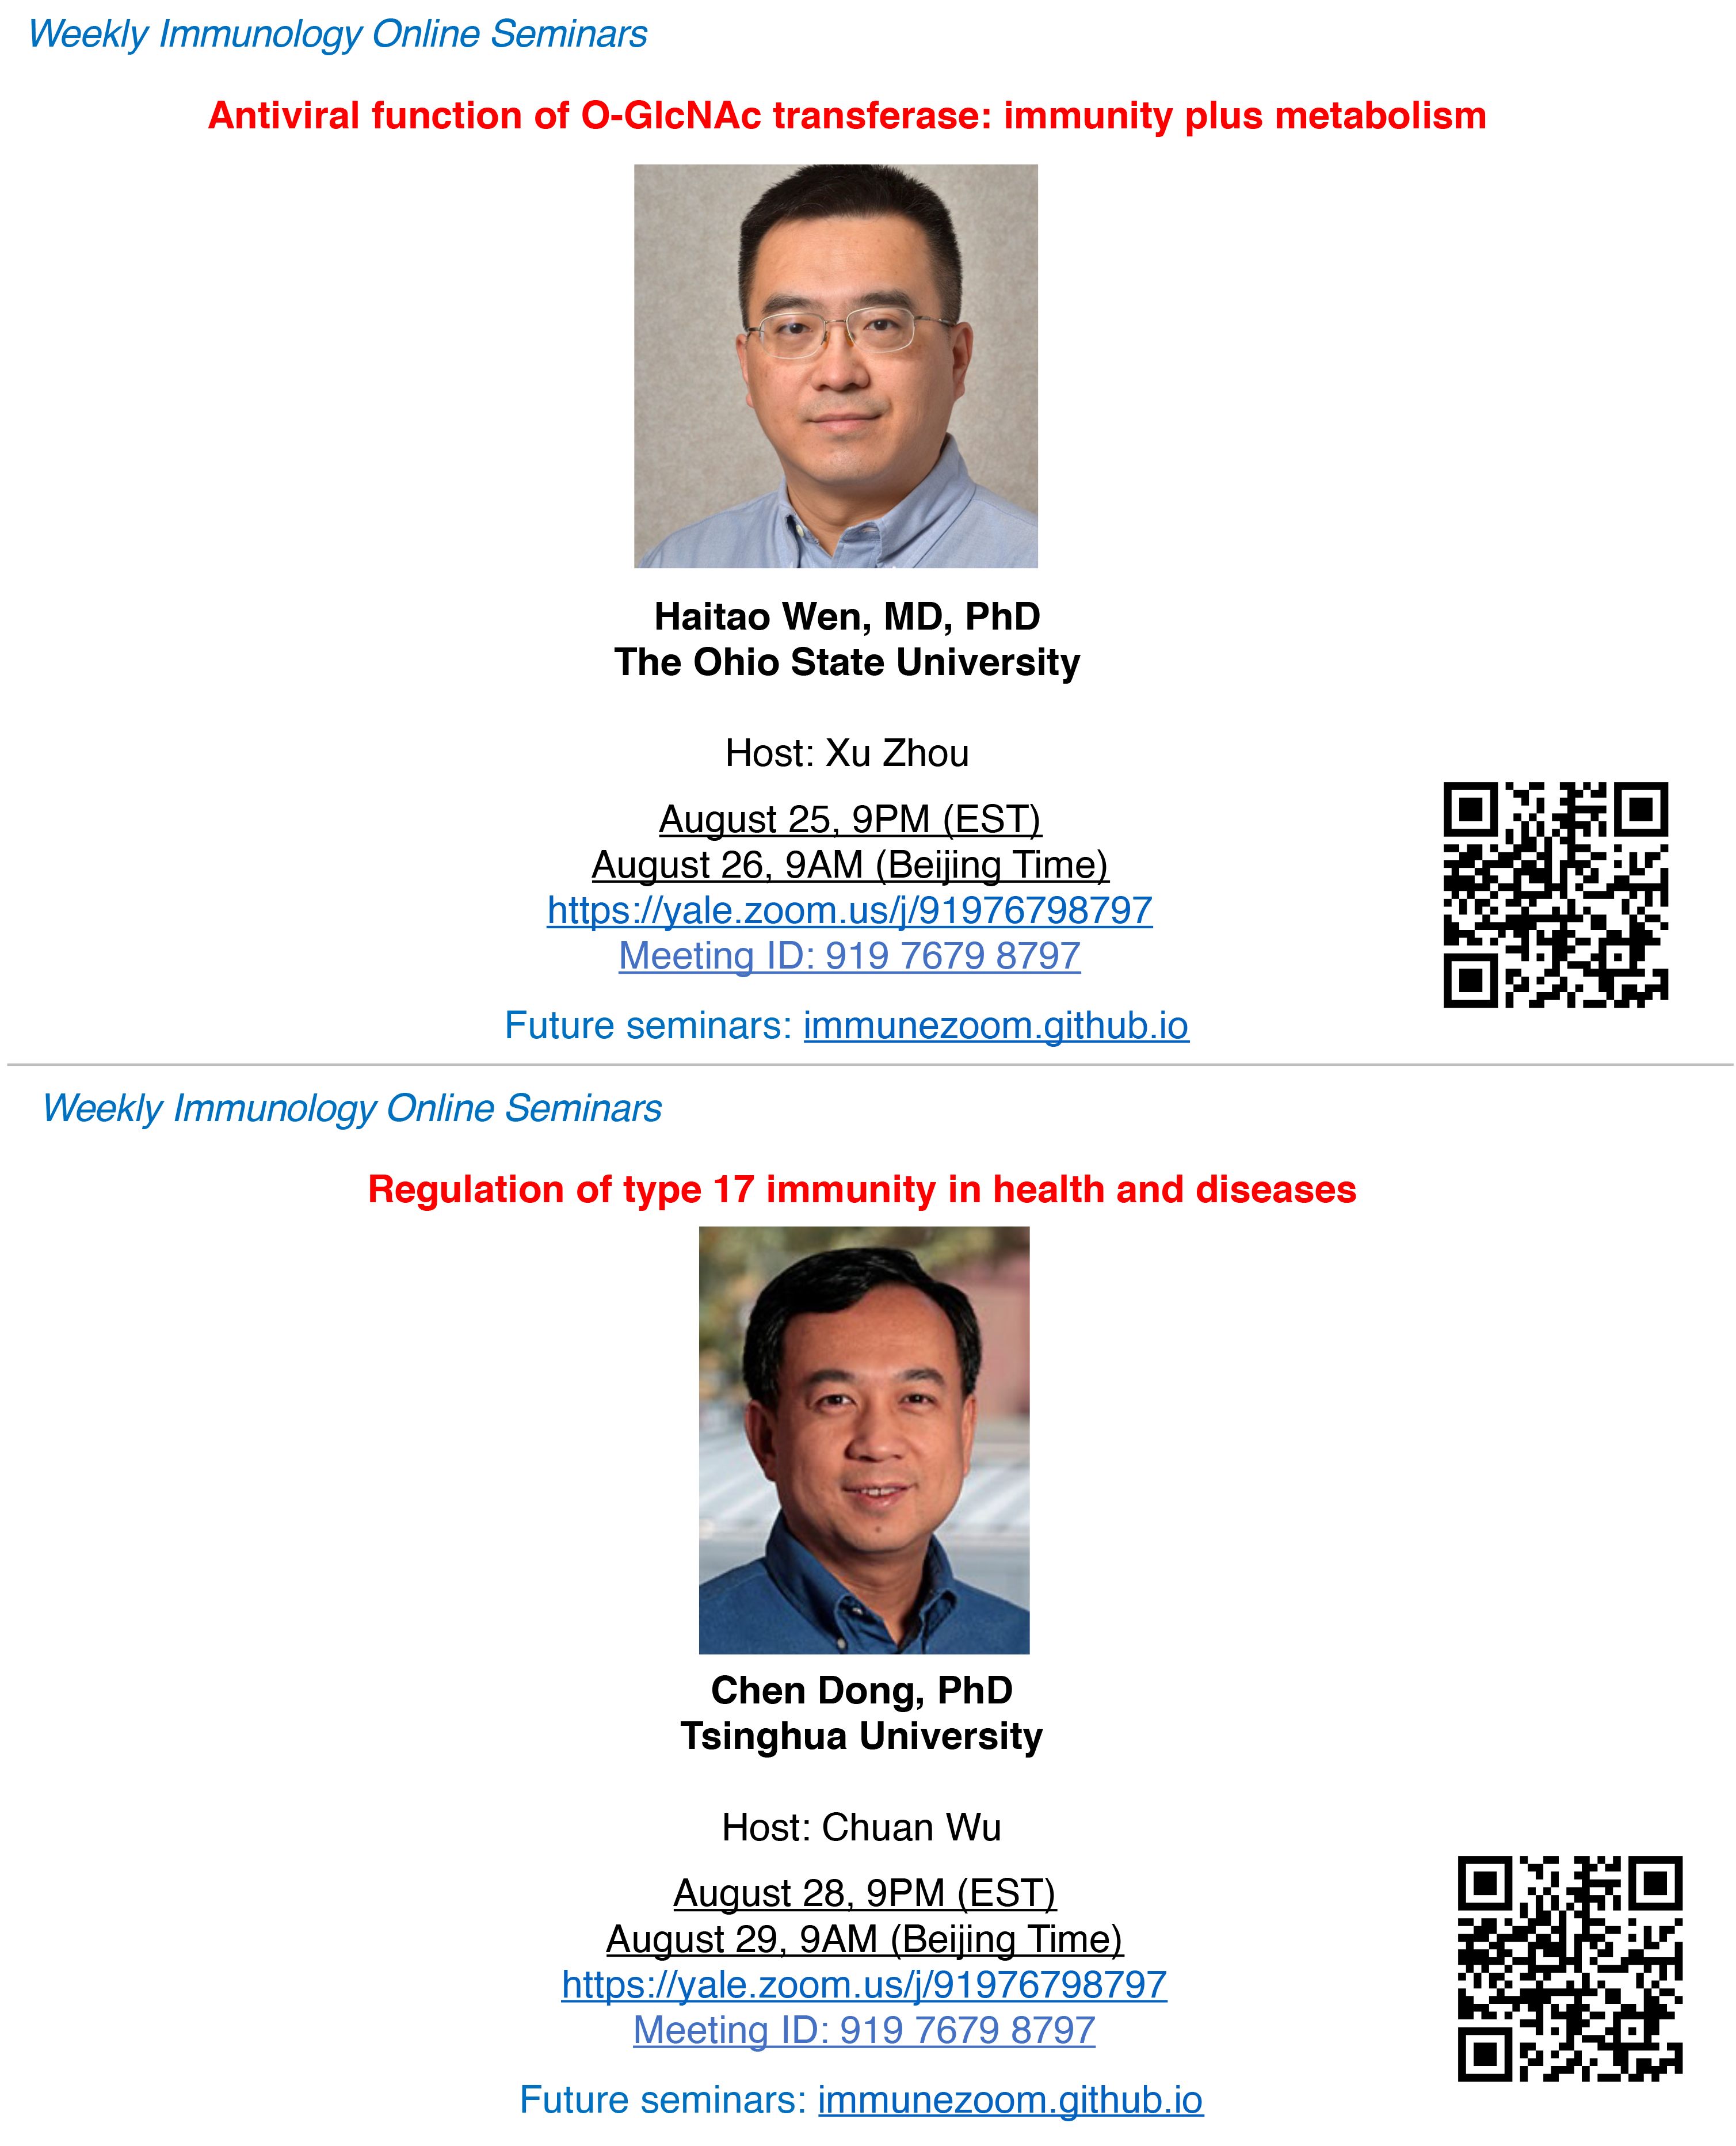 Weekly Immunology Online Seminars
Antiviral function of O-GlcNAc transferase: immunity plus metabolism
Haitao Wen, MD, PhD
The Ohio State University
Host: Xu Zhou
August 25, 9PM (EST)
August 26, 9AM (Beijing Time)
https://yale.zoom.us/j/91976798797
Meeting ID: 919 7679 8797
Future seminars: immunezoom.github.io
Weekly Immunology Online Seminars
Regulation of type 17 immunity in health and diseases
Chen Dong, PhD
Tsinghua University
Host: Chuan Wu
August 28, 9PM (EST)
August 29, 9AM (Beijing Time)
https://yale.zoom.us/j/91976798797
Meeting ID: 919 7679 8797
Future seminars: immunezoom.github.io